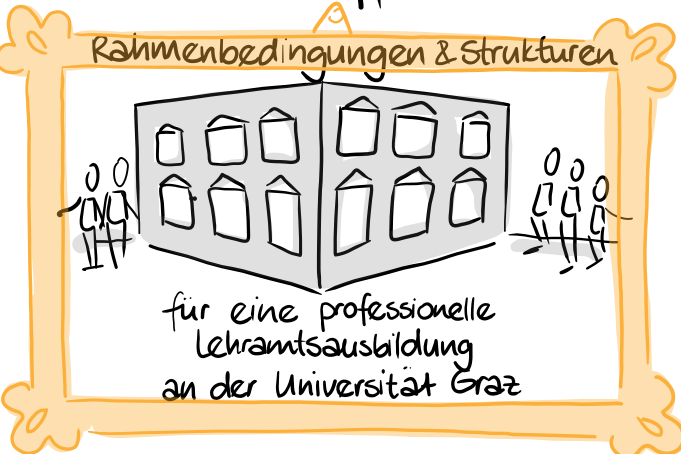 Rahmenbedingungen & Strukturen
für eine professionelle
Lehramtsausbildung
an der Universität Graz